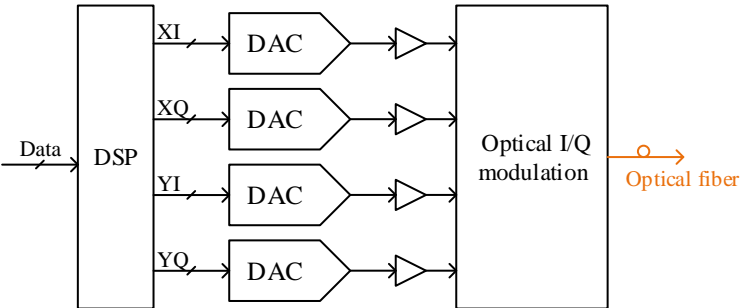 XI
DAC
XQ
DAC
Data
DSP
Optical I/Q
modulation
YI
DAC
Optical fiber
YQ
DAC